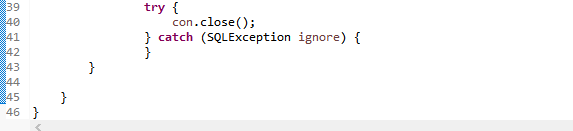 39 try {
40 con.close();
41 } catch (SQLException ignore) {
42 }
43 }
44
45 }
46 }